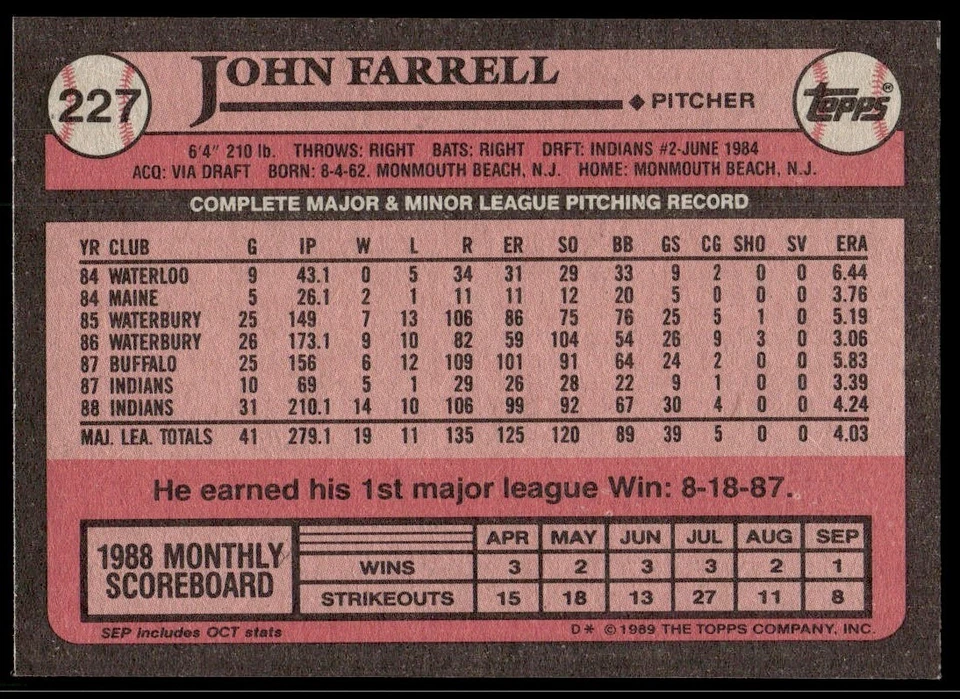 227
JOHN FARRELL
◆ PITCHER
topps®
6'4" 210 lb. THROWS: RIGHT BATS: RIGHT DRFT: INDIANS #2-JUNE 1984
ACQ: VIA DRAFT BORN: 8-4-62, MONMOUTH BEACH, N.J. HOME: MONMOUTH BEACH, N.J.
COMPLETE MAJOR & MINOR LEAGUE PITCHING RECORD
YR CLUB G IP W L R ER SO BB GS CG SHO SV ERA
84 WATERLOO 9 43.1 0 5 34 31 29 33 9 2 0 0 6.44
84 MAINE 5 26.1 2 1 11 11 12 20 5 0 0 0 3.76
85 WATERBURY 25 149 7 13 106 86 75 76 25 5 1 0 5.19
86 WATERBURY 26 173.1 9 10 82 59 104 54 26 9 3 0 3.06
87 BUFFALO 25 156 6 12 109 101 91 64 24 2 0 0 5.83
87 INDIANS 10 69 5 1 29 26 28 22 9 1 0 0 3.39
88 INDIANS 31 210.1 14 10 106 99 92 67 30 4 0 0 4.24
MAJ. LEA. TOTALS 41 279.1 19 11 135 125 120 89 39 5 0 0 4.03
He earned his 1st major league Win: 8-18-87.
1988 MONTHLY
SCOREBOARD
APR MAY JUN JUL AUG SEP
WINS 3 2 3 3 2 1
STRIKEOUTS 15 18 13 27 11 8
SEP includes OCT stats
D* ©1989 THE TOPPS COMPANY, INC.